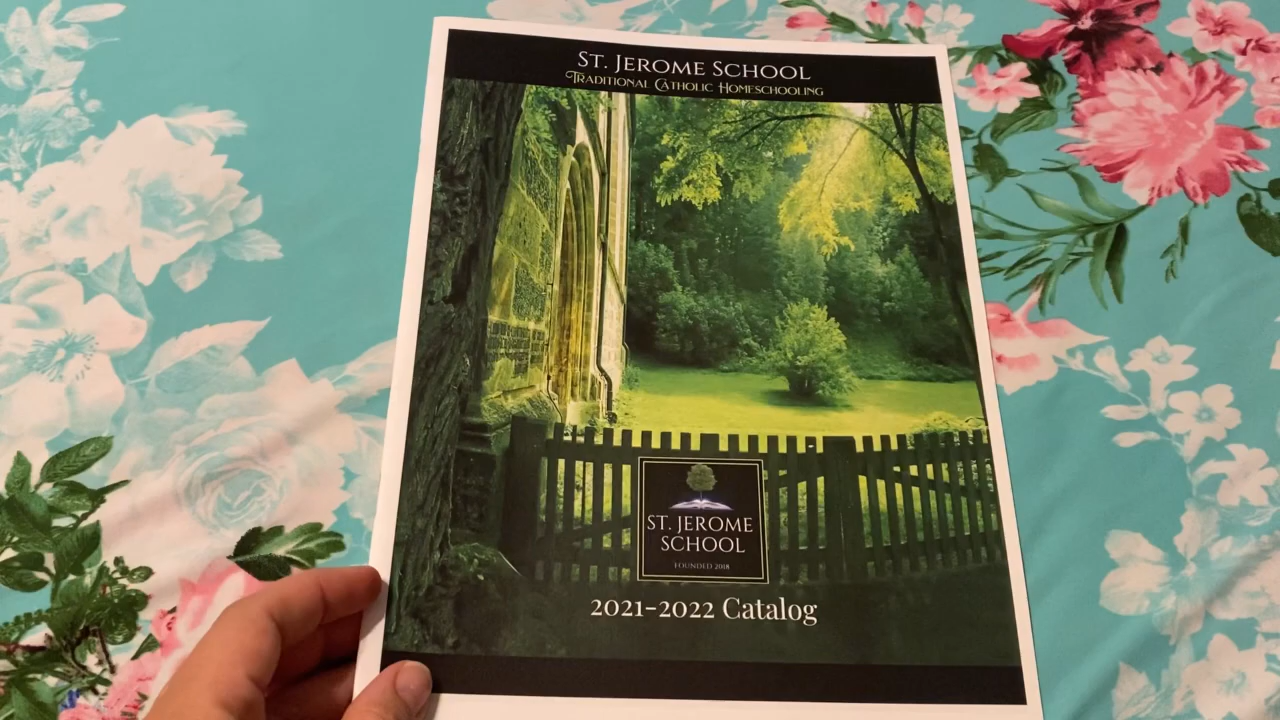 St. Jerome School
Traditional Catholic Homeschooling
ST. JEROME
SCHOOL
FOUNDED 2018
2021-2022 Catalog